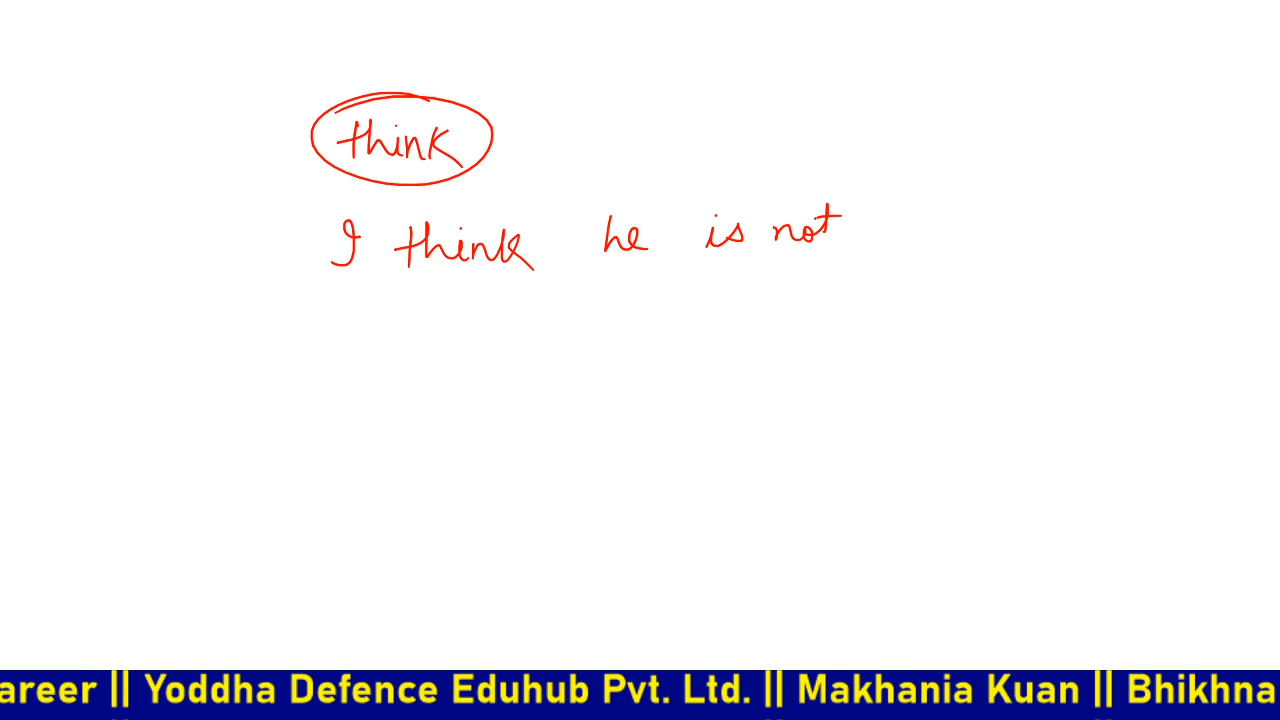 think
I think he is not
areer || Yoddha Defence Eduhub Pvt. Ltd. || Makhania Kuan || Bhikhna